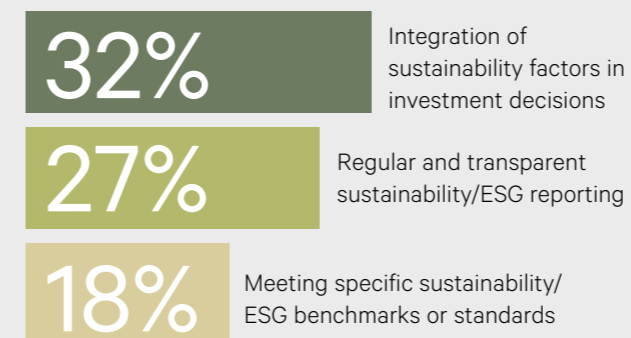 32%
Integration of
sustainability factors in
investment decisions
27%
Regular and transparent
sustainability/ESG reporting
18%
Meeting specific sustainability/
ESG benchmarks or standards